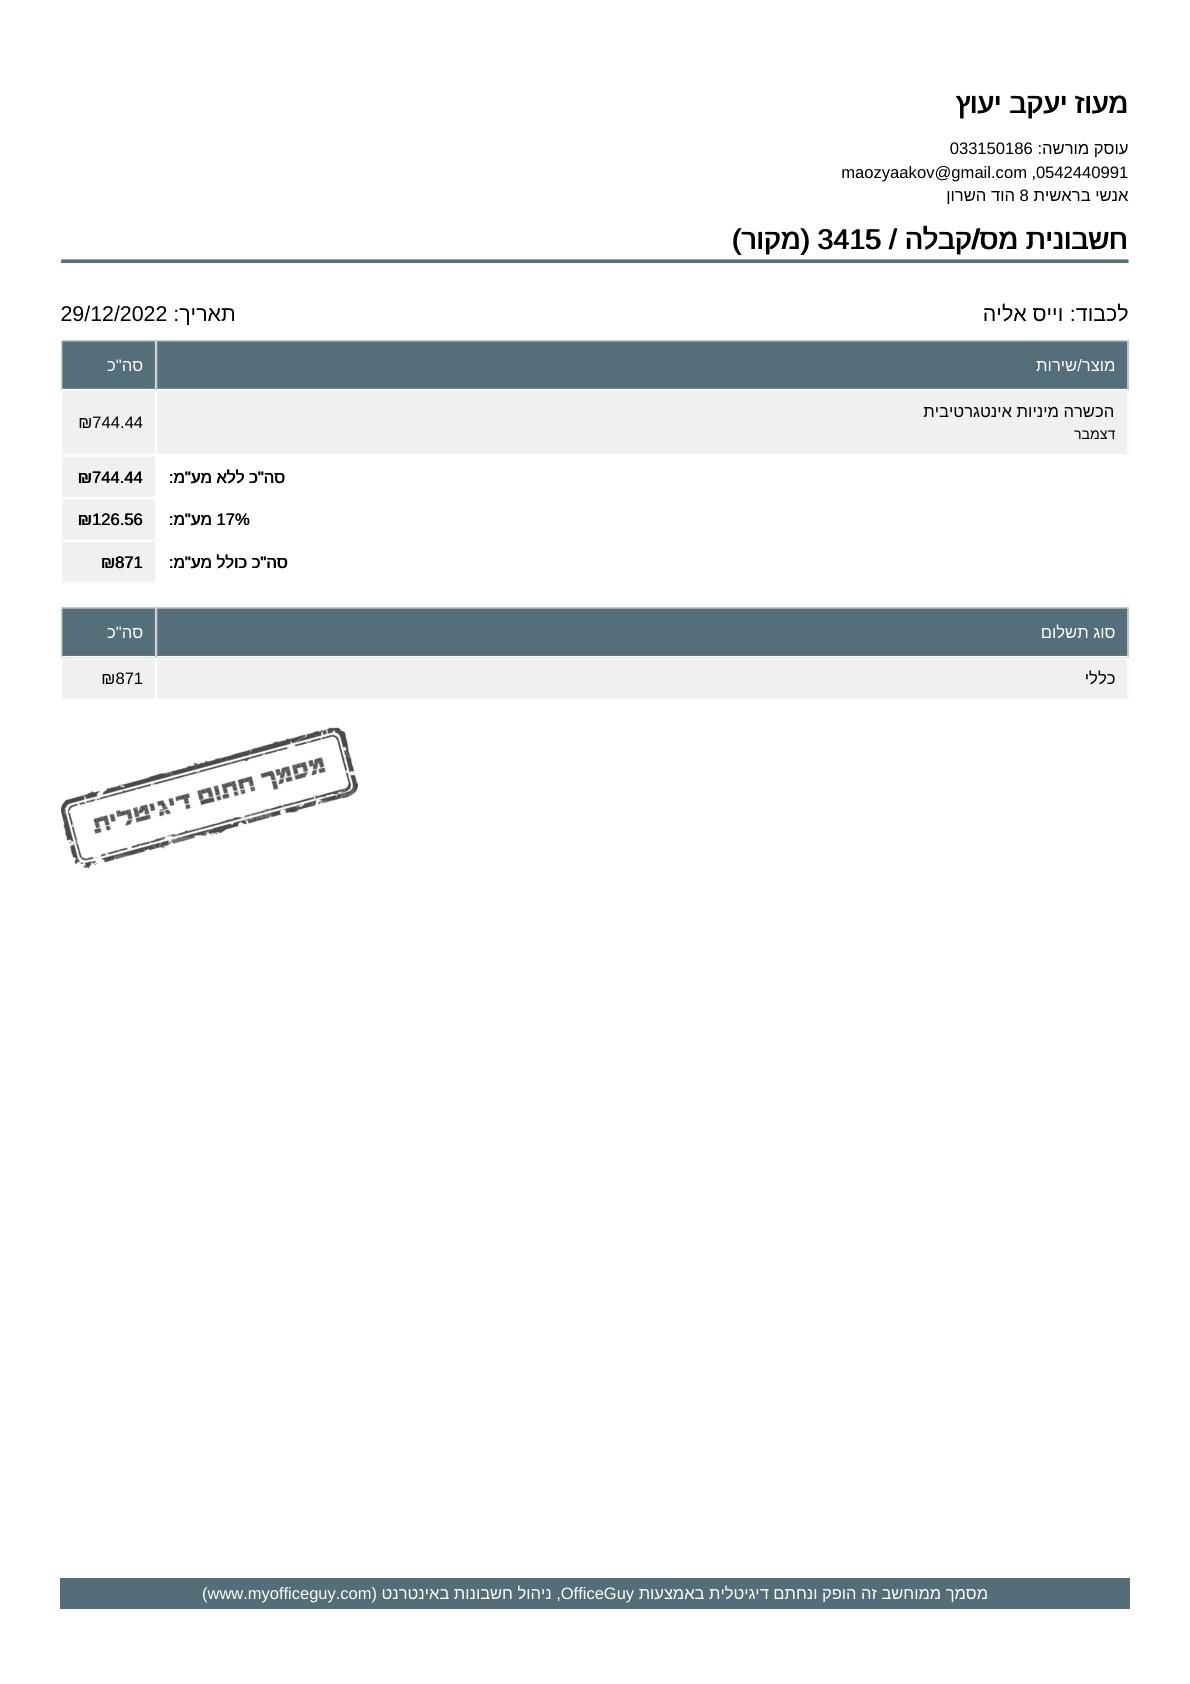 מעוז יעקב יעוץ
עוסק מורשה: 033150186
0542440991, maozyaakov@gmail.com
אנשי בראשית 8 הוד השרון
חשבונית מס/קבלה / 3415 (מקור)
לכבוד: וייס אליה
תאריך: 29/12/2022
מוצר/שירות סה"כ
הכשרה מיניות אינטגרטיבית ₪744.44
דצמבר
סה"כ ללא מע"מ: ₪744.44
17% מע"מ: ₪126.56
סה"כ כולל מע"מ: ₪871
סוג תשלום סה"כ
כללי ₪871
מסמך חתום דיגיטלית
מסמך ממוחשב זה הופק ונחתם דיגיטלית באמצעות OfficeGuy, ניהול חשבונות באינטרנט (www.myofficeguy.com)